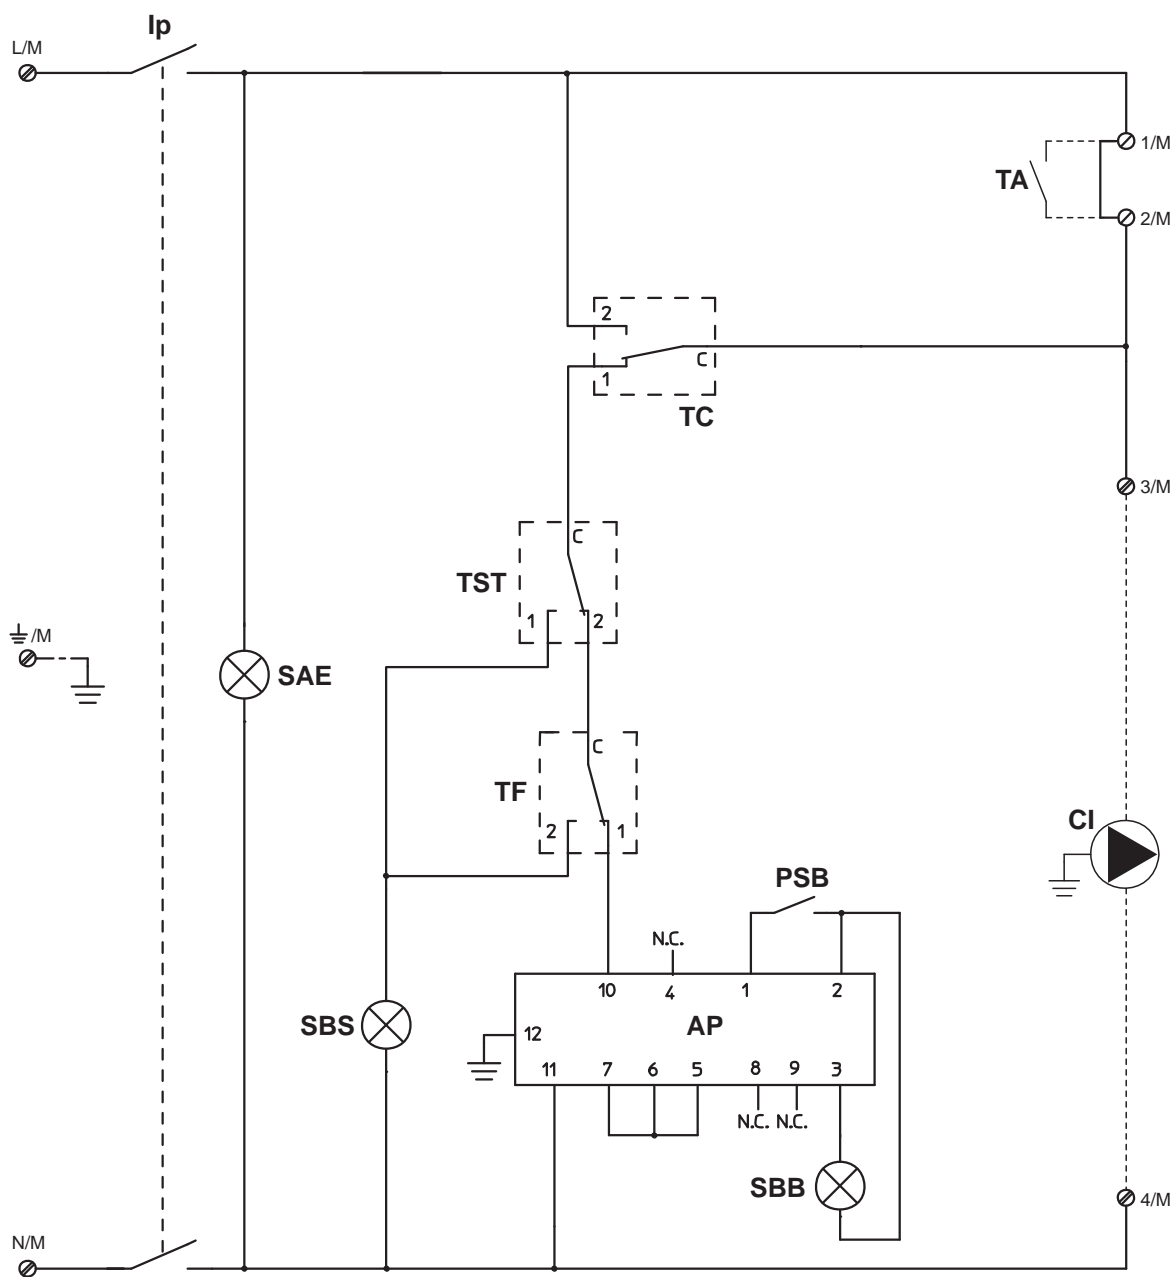 Ip
L/M
1/M
TA
2/M
2
C
1
TC
3/M
C
TST
1
2
/M
SAE
C
TF
2
1
CI
PSB
N.C.
10
4
1
2
SBS
12
AP
11
7
6
5
8
9
3
N.C.
N.C.
SBB
4/M
N/M